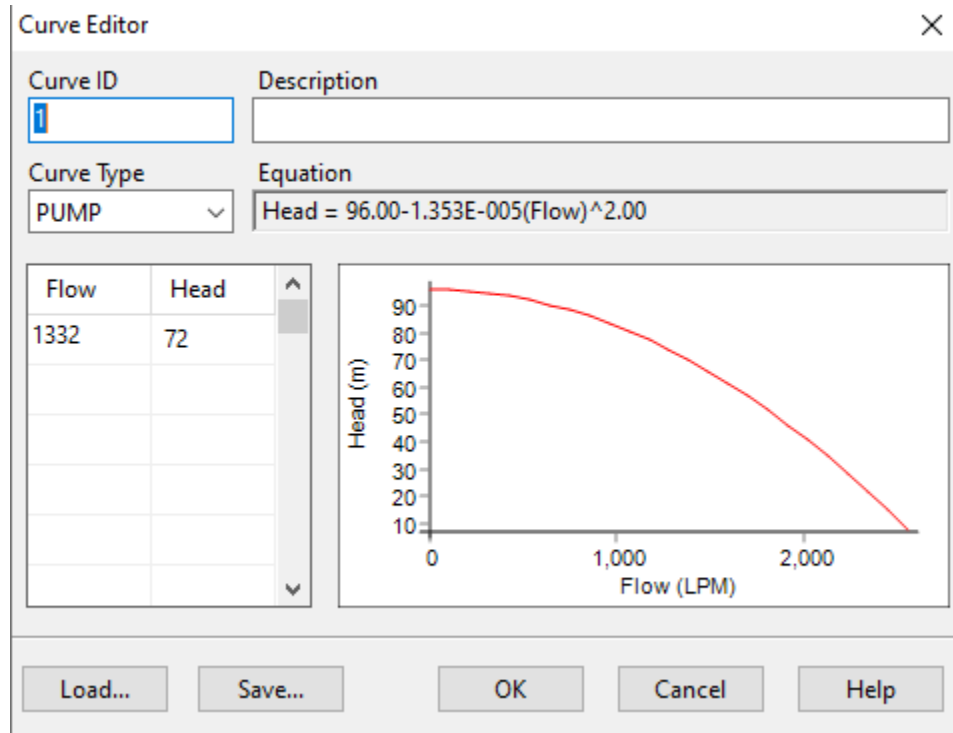 Curve Editor
Curve ID
Description
1
Curve Type
Equation
PUMP
Head = 96.00-1.353E-005(Flow)^2.00
Flow Head
1332 72
Head (m)
90
80
70
60
50
40
30
20
10
0 1,000 2,000
Flow (LPM)
Load...
Save...
OK
Cancel
Help